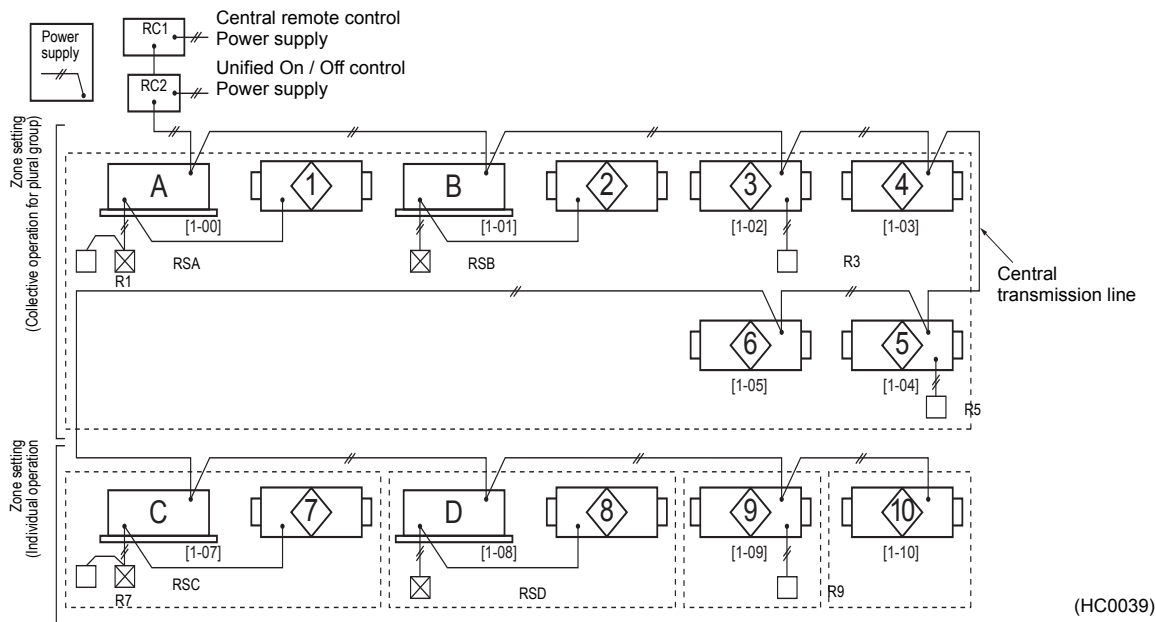 Power
supply
RC1
Central remote control
Power supply
RC2
Unified On / Off control
Power supply
Zone setting
(Collective operation for plural group)
A
1
B
2
3
4
[1-00]
[1-01]
[1-02]
[1-03]
R1
RSA
RSB
R3
Central
transmission line
6
5
[1-05]
[1-04]
R5
Zone setting
(Individual operation
C
7
D
8
9
10
[1-07]
[1-08]
[1-09]
[1-10]
R7
RSC
RSD
R9
(HC0039)